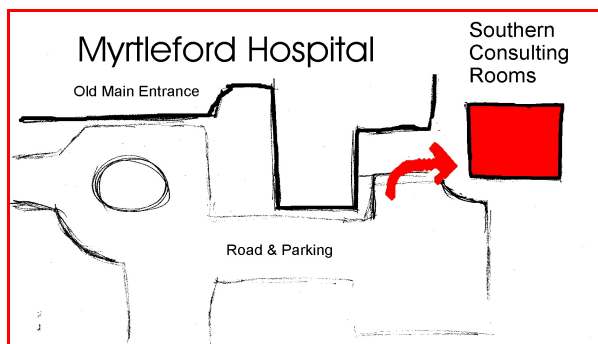 Myrtleford Hospital
Southern
Consulting
Rooms
Old Main Entrance
Road & Parking